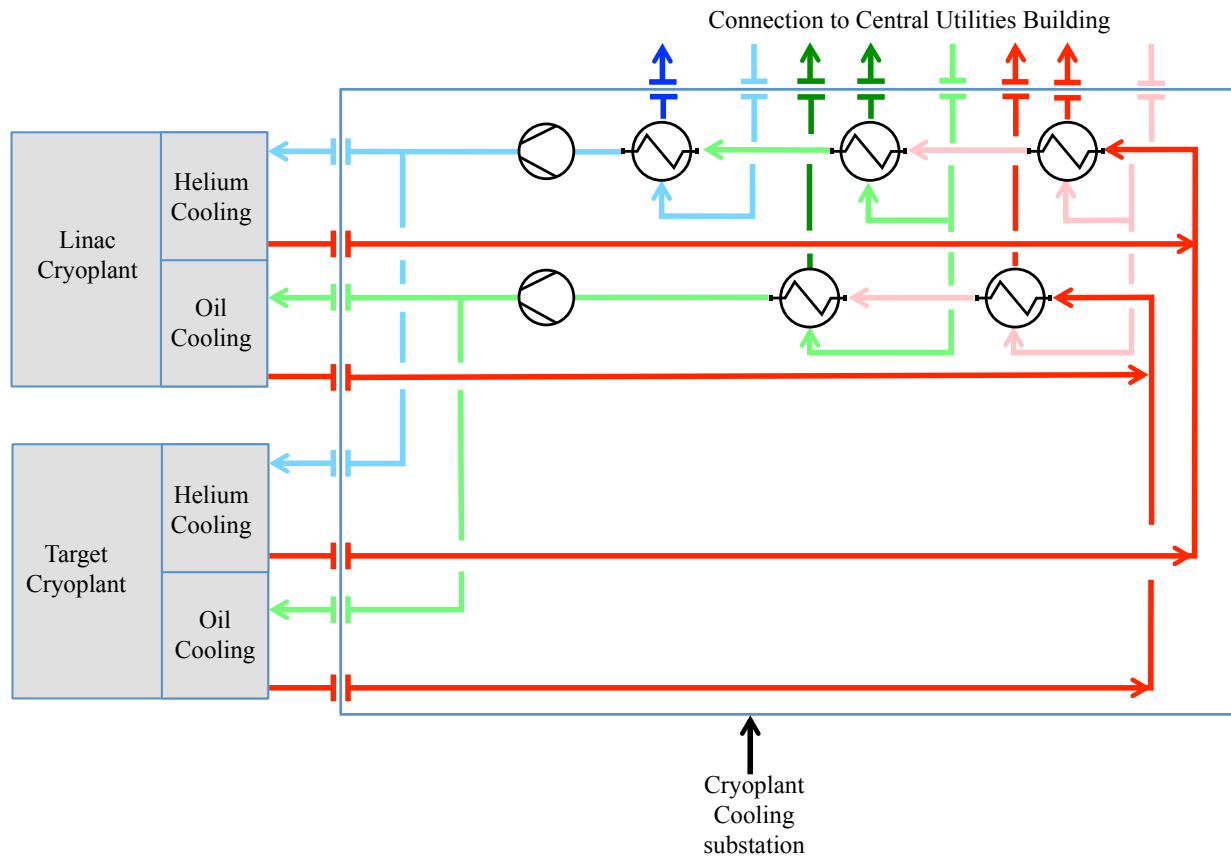 Connection to Central Utilities Building
Helium
Cooling
Linac
Cryoplant
Oil
Cooling
Helium
Cooling
Target
Cryoplant
Oil
Cooling
Cryoplant
Cooling
substation